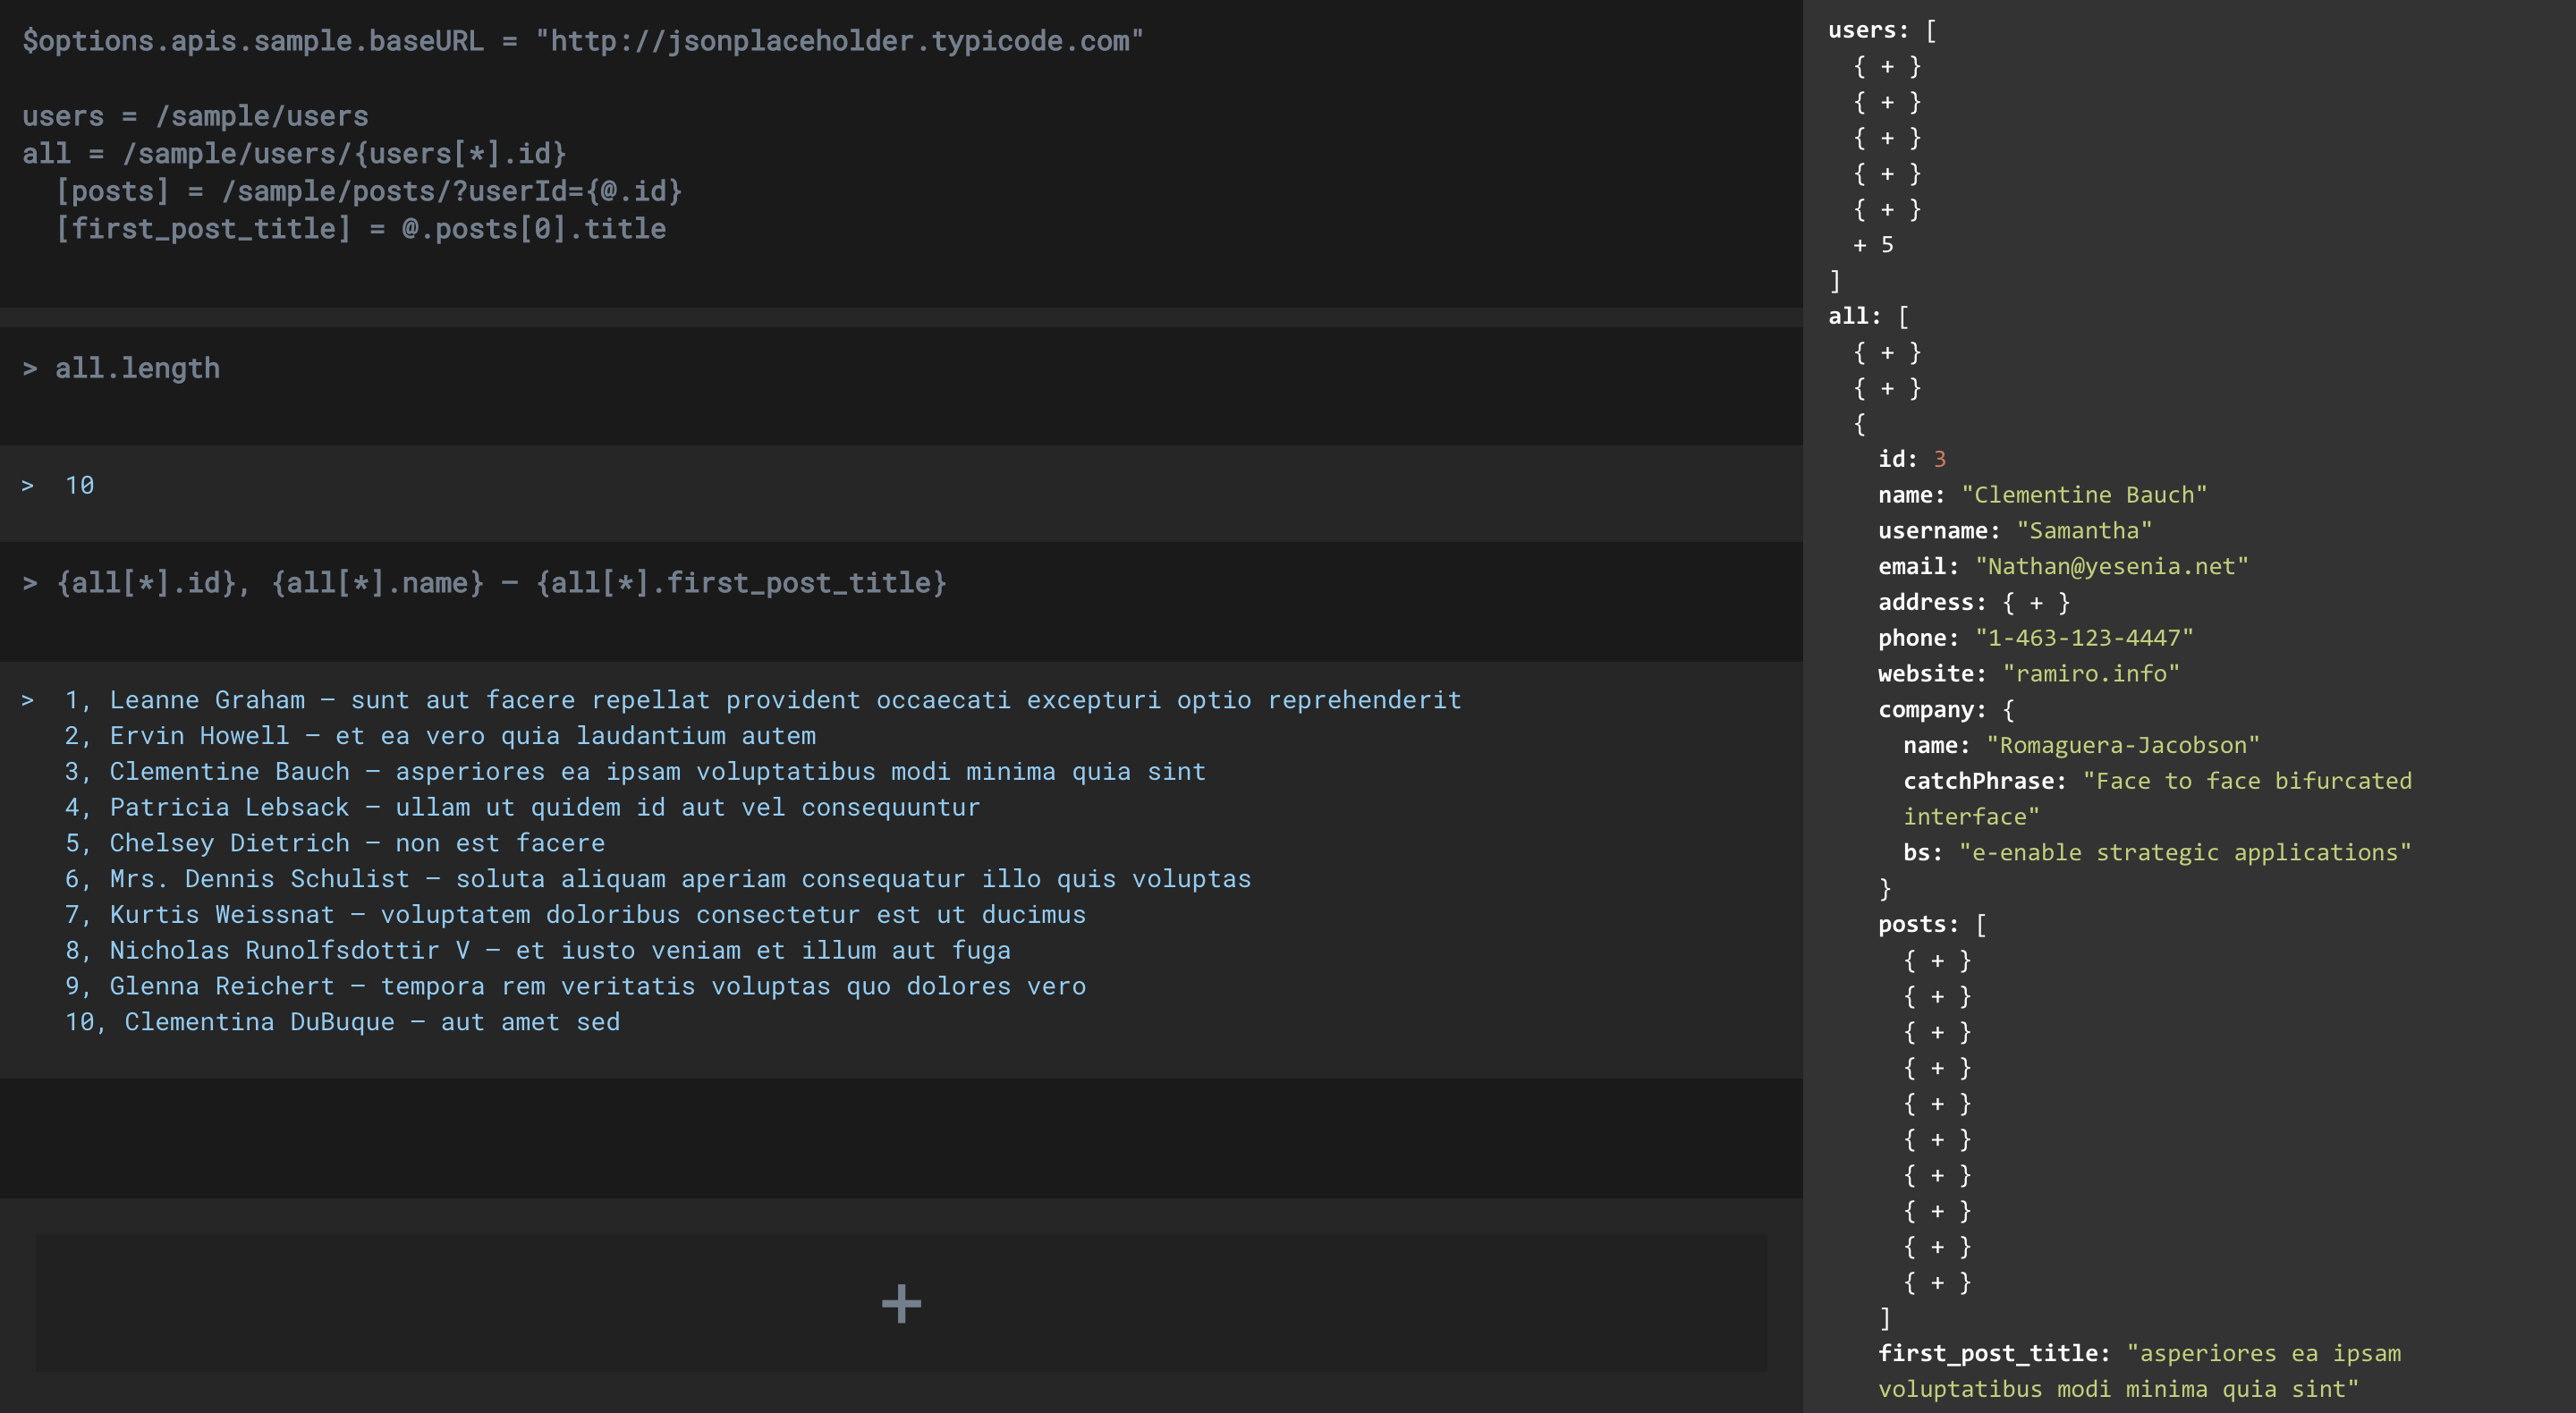 $options.apis.sample.baseURL = "http://jsonplaceholder.typicode.com"
users = /sample/users
all = /sample/users/{users[*].id}
[posts] = /sample/posts/?userId={@.id}
[first_post_title] = @.posts[0].title
> all.length
> 10
> {all[*].id}, {all[*].name} — {all[*].first_post_title}
> 1, Leanne Graham — sunt aut facere repellat provident occaecati excepturi optio reprehenderit
2, Ervin Howell — et ea vero quia laudantium autem
3, Clementine Bauch — asperiores ea ipsam voluptatibus modi minima quia sint
4, Patricia Lebsack — ullam ut quidem id aut vel consequuntur
5, Chelsey Dietrich — non est facere
6, Mrs. Dennis Schulist — soluta aliquam aperiam consequatur illo quis voluptas
7, Kurtis Weissnat — voluptatem doloribus consectetur est ut ducimus
8, Nicholas Runolfsdottir V — et iusto veniam et illum aut fuga
9, Glenna Reichert — tempora rem veritatis voluptas quo dolores vero
10, Clementina DuBuque — aut amet sed
+
users: [
{ + }
{ + }
{ + }
{ + }
{ + }
+ 5
]
all: [
{ + }
{ + }
{
id: 3
name: "Clementine Bauch"
username: "Samantha"
email: "Nathan@yesenia.net"
address: { + }
phone: "1-463-123-4447"
website: "ramiro.info"
company: {
name: "Romaguera-Jacobson"
catchPhrase: "Face to face bifurcated
interface"
bs: "e-enable strategic applications"
}
posts: [
{ + }
{ + }
{ + }
{ + }
{ + }
{ + }
{ + }
{ + }
{ + }
{ + }
]
first_post_title: "asperiores ea ipsam
voluptatibus modi minima quia sint"